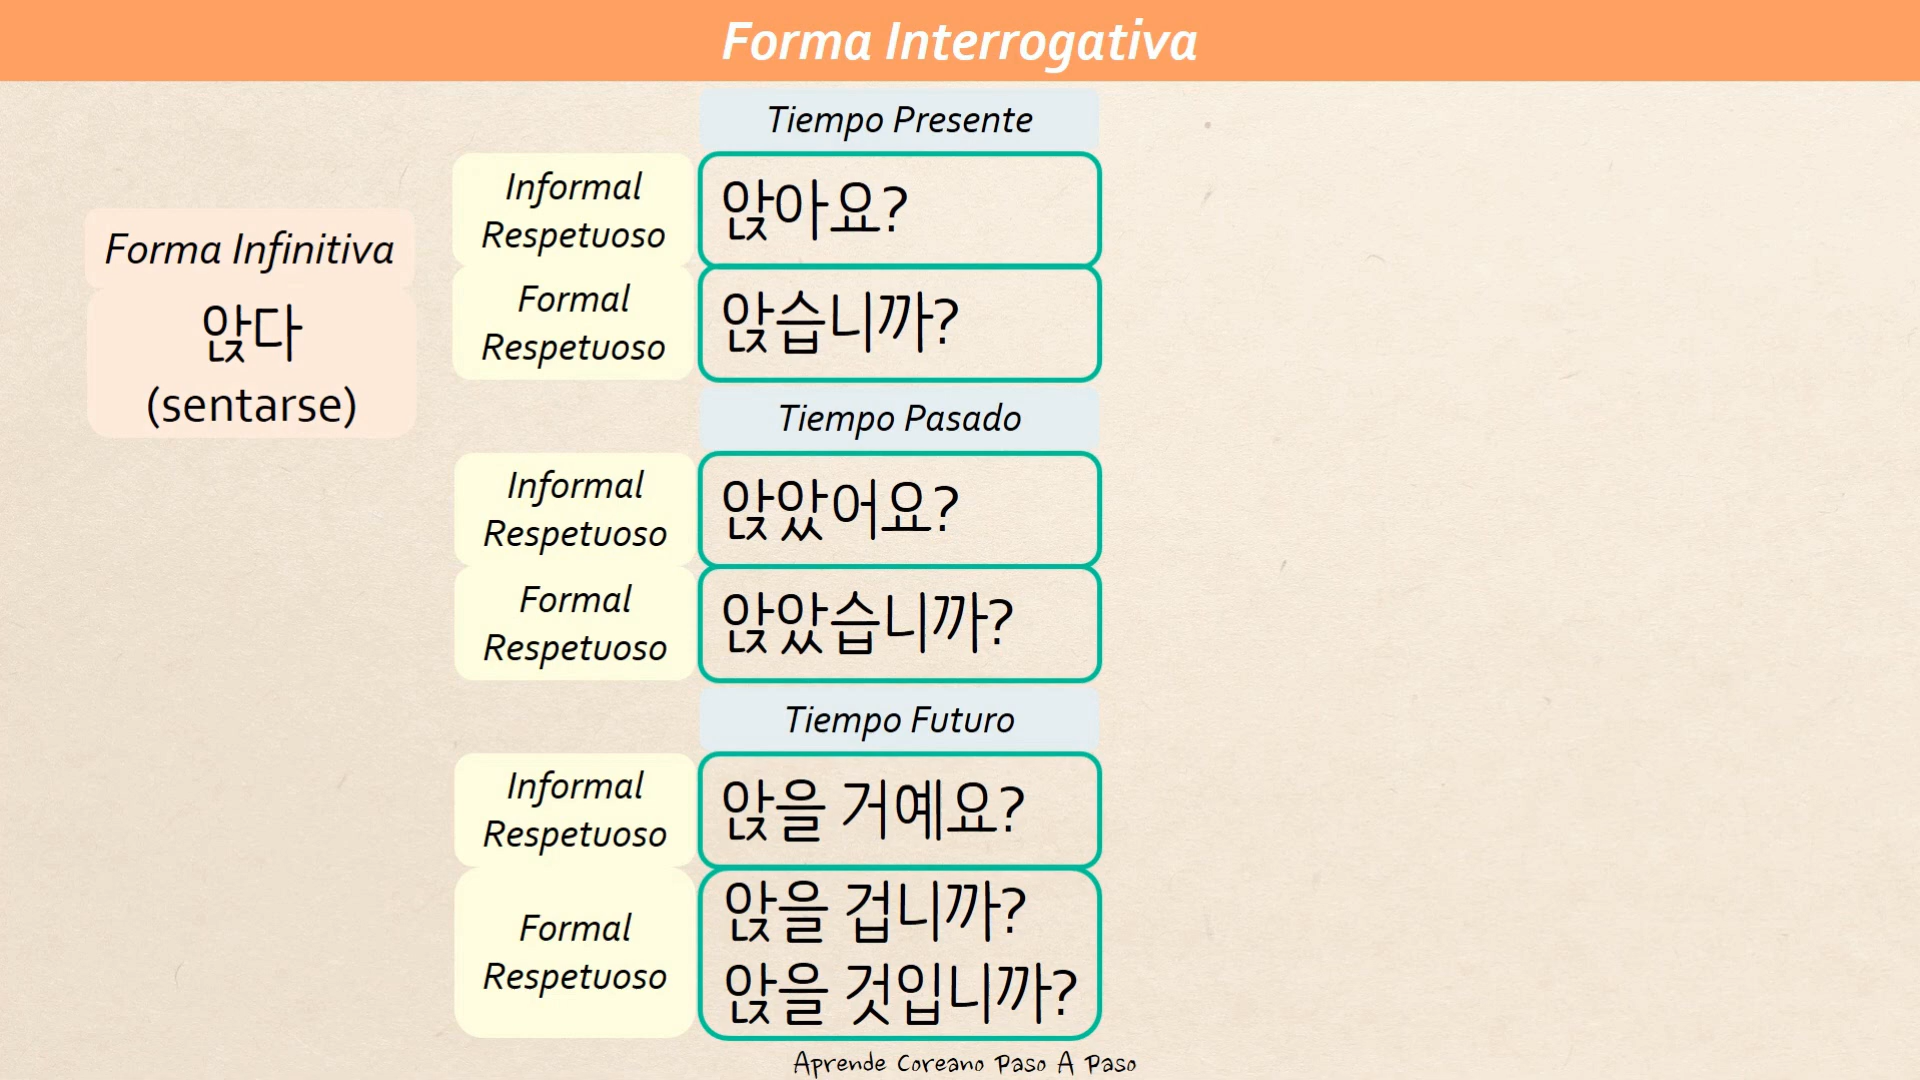 Forma Interrogativa
Forma Infinitiva
앉다
(sentarse)
Tiempo Presente
Informal
Respetuoso
앉아요?
Formal
Respetuoso
앉습니까?
Tiempo Pasado
Informal
Respetuoso
앉았어요?
Formal
Respetuoso
앉았습니까?
Tiempo Futuro
Informal
Respetuoso
앉을 거예요?
Formal
Respetuoso
앉을 겁니까?
앉을 것입니까?
Aprende Coreano Paso A Paso